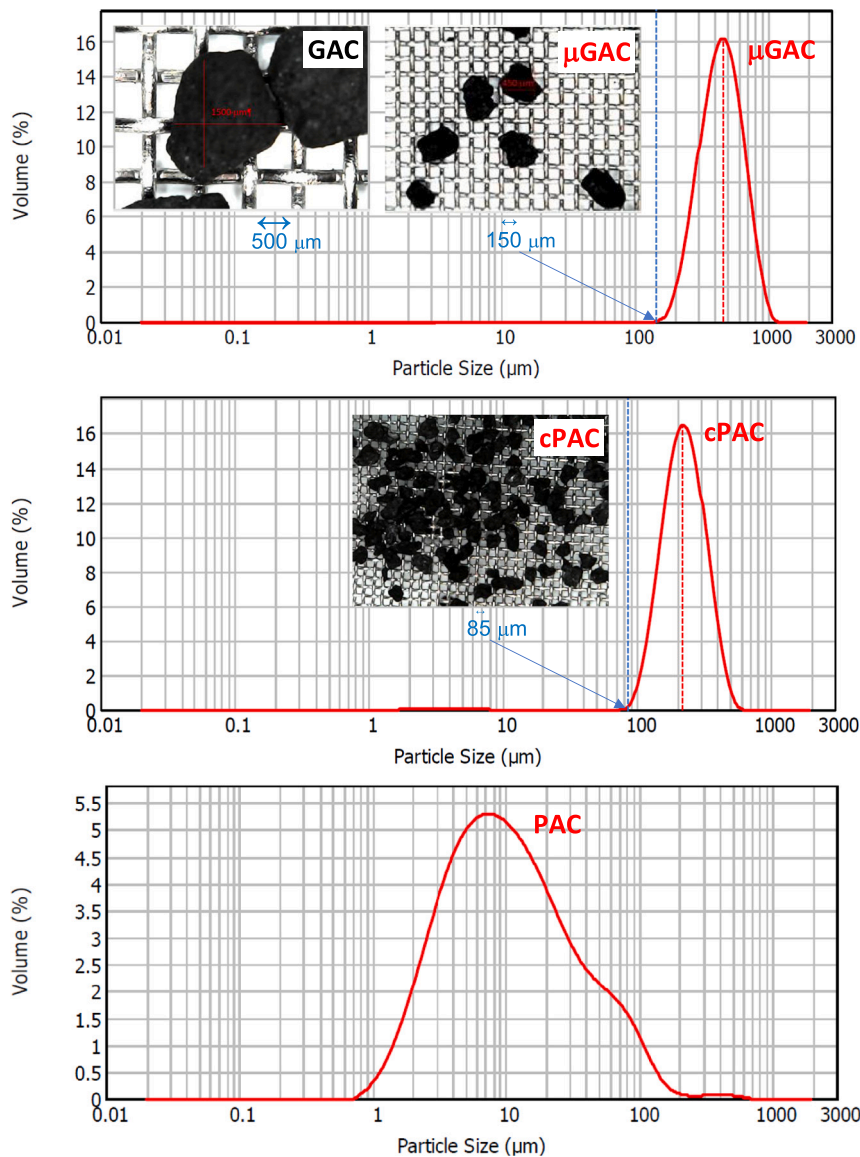 16
14
12
10
8
6
4
2
0
Volume (%)
GAC
1500 µm
500 µm
µGAC
450 µm
150 µm
µGAC
0.01 0.1 1 10 100 1000 3000
Particle Size (µm)
16
14
12
10
8
6
4
2
0
Volume (%)
cPAC
85 µm
cPAC
0.01 0.1 1 10 100 1000 3000
Particle Size (µm)
5.5
5
4.5
4
3.5
3
2.5
2
1.5
1
0.5
0
Volume (%)
PAC
0.01 0.1 1 10 100 1000 3000
Particle Size (µm)